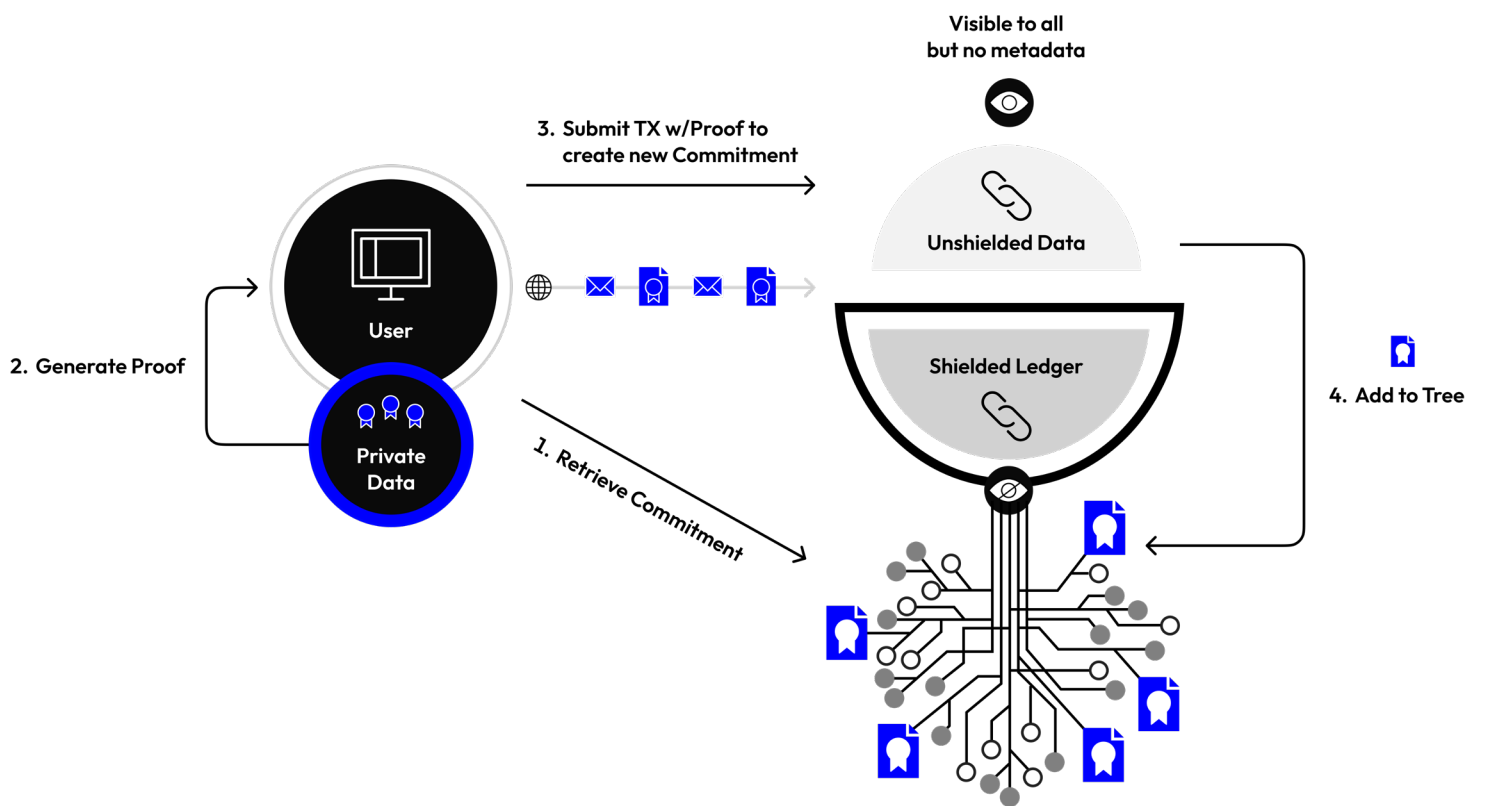 Visible to all
but no metadata
3. Submit TX w/Proof to
create new Commitment
Unshielded Data
User
2. Generate Proof
Shielded Ledger
4. Add to Tree
Private
Data
1. Retrieve Commitment